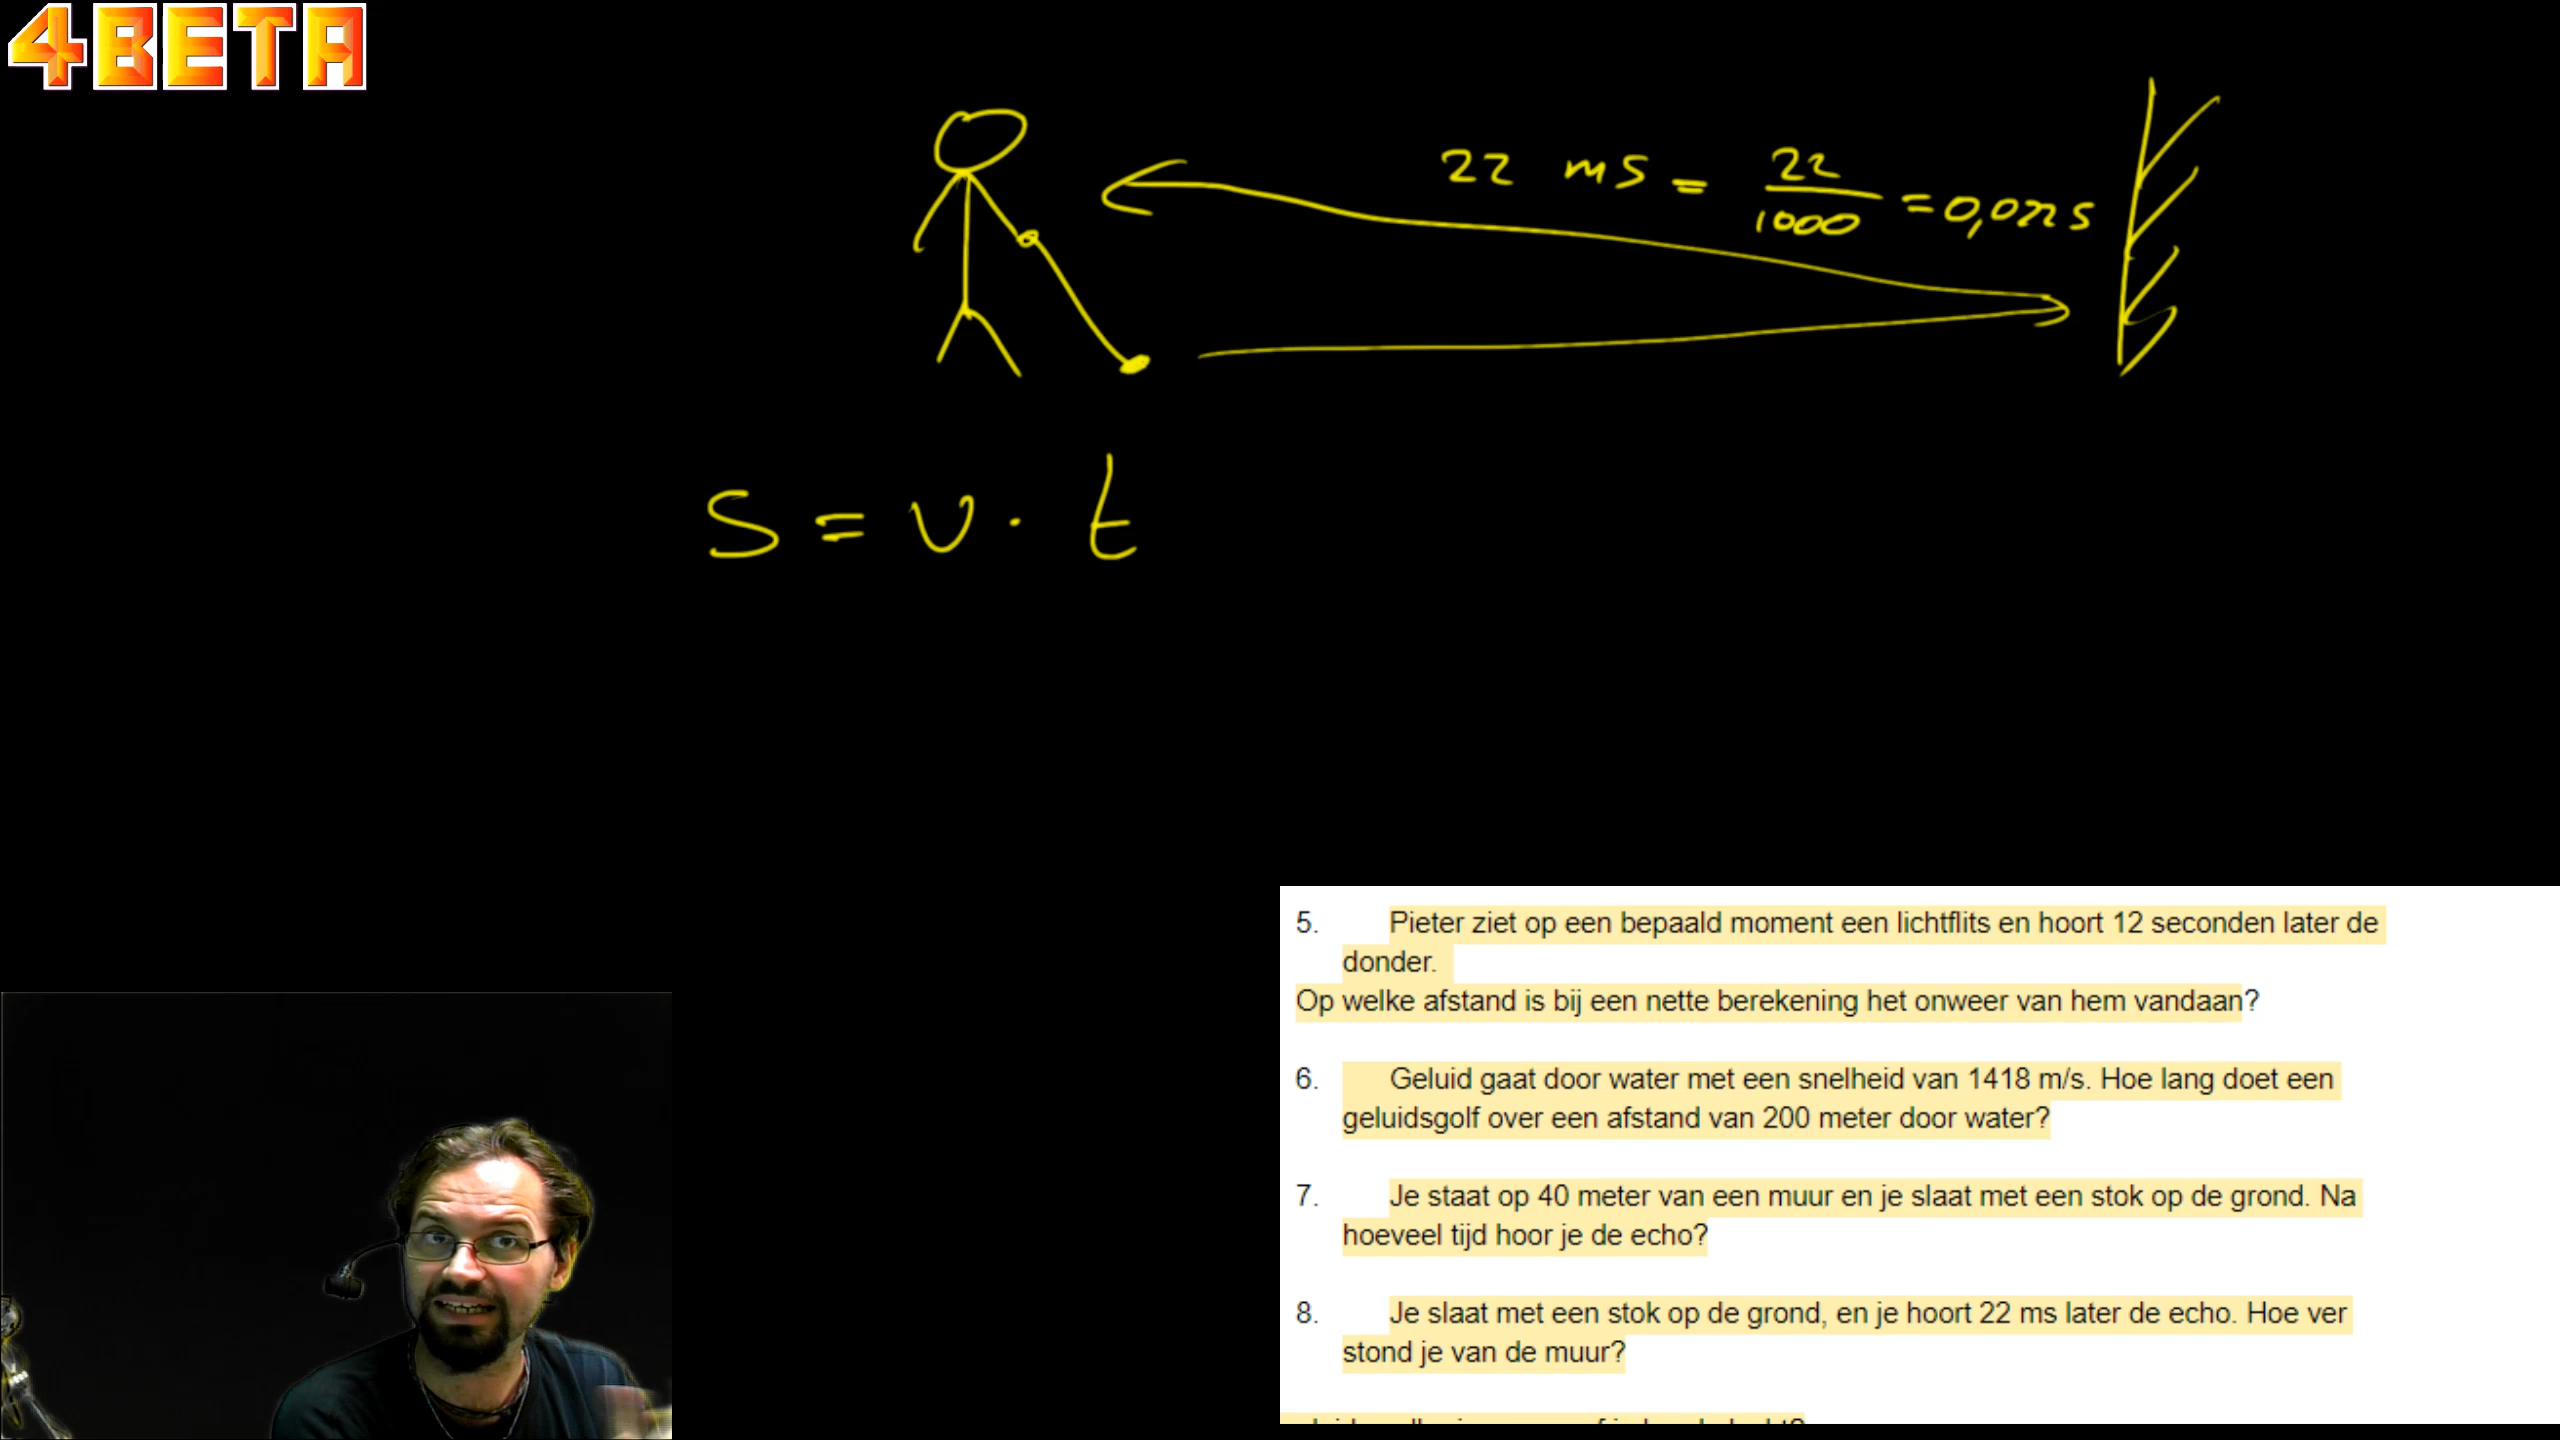 4BETA
22 ms = 22/1000 = 0,022 s
S = v · t
5. Pieter ziet op een bepaald moment een lichtflits en hoort 12 seconden later de
donder.
Op welke afstand is bij een nette berekening het onweer van hem vandaan?
6. Geluid gaat door water met een snelheid van 1418 m/s. Hoe lang doet een
geluidsgolf over een afstand van 200 meter door water?
7. Je staat op 40 meter van een muur en je slaat met een stok op de grond. Na
hoeveel tijd hoor je de echo?
8. Je slaat met een stok op de grond, en je hoort 22 ms later de echo. Hoe ver
stond je van de muur?